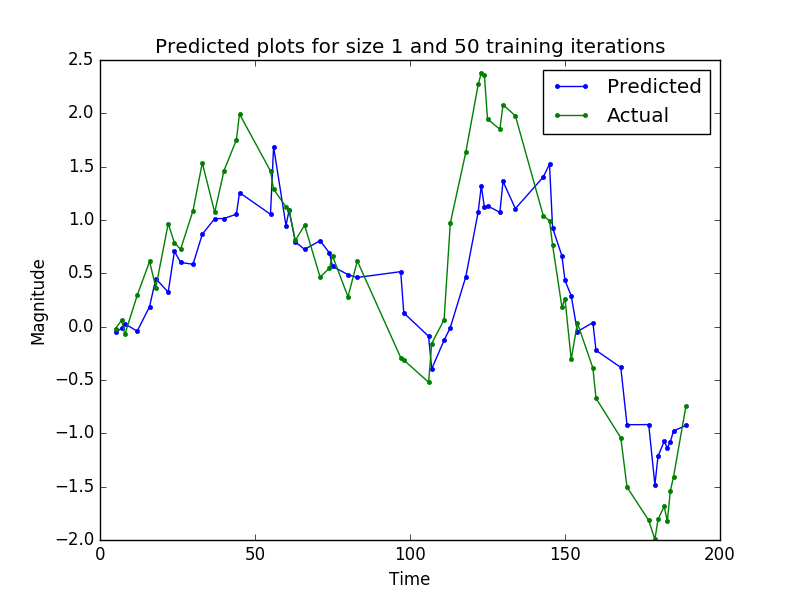 Predicted plots for size 1 and 50 training iterations
2.5
2.0
1.5
1.0
0.5
0.0
−0.5
−1.0
−1.5
−2.0
Magnitude
Predicted
Actual
0 50 100 150 200
Time